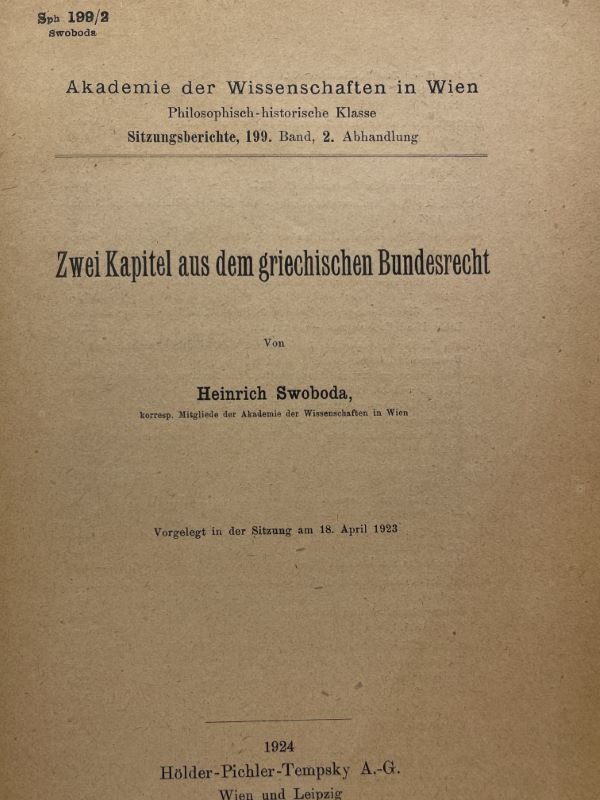 Sph 199/2
Swoboda
Akademie der Wissenschaften in Wien
Philosophisch-historische Klasse
Sitzungsberichte, 199. Band, 2. Abhandlung
Zwei Kapitel aus dem griechischen Bundesrecht
Von
Heinrich Swoboda,
korresp. Mitgliede der Akademie der Wissenschaften in Wien
Vorgelegt in der Sitzung am 18. April 1923
1924
Hölder-Pichler-Tempsky A.-G.
Wien und Leipzig